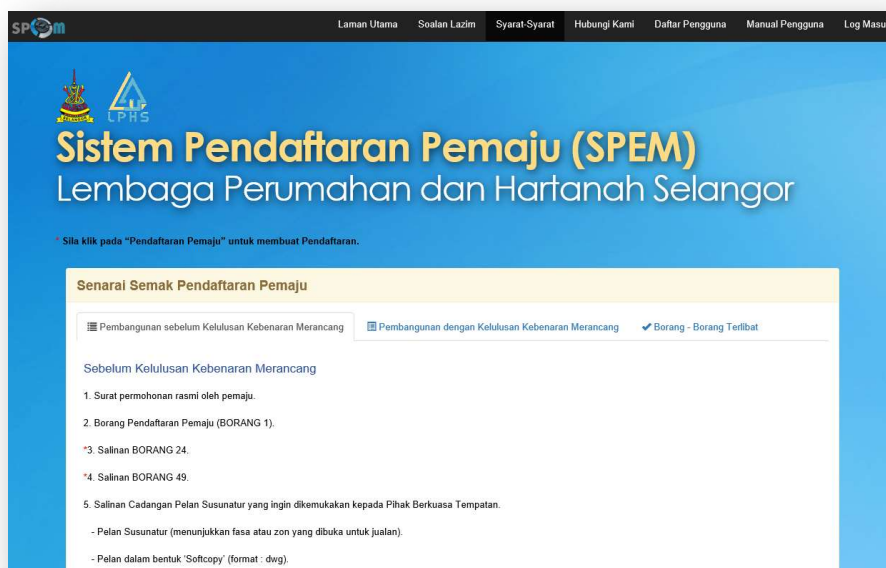 SPEM
Laman Utama Soalan Lazim Syarat-Syarat Hubungi Kami Daftar Pengguna Manual Pengguna Log Masu
SELANGOR LPHS
Sistem Pendaftaran Pemaju (SPEM)
Lembaga Perumahan dan Hartanah Selangor
* Sila klik pada “Pendaftaran Pemaju” untuk membuat Pendaftaran.
Senarai Semak Pendaftaran Pemaju
Pembangunan sebelum Kelulusan Kebenaran Merancang Pembangunan dengan Kelulusan Kebenaran Merancang Borang - Borang Terlibat
Sebelum Kelulusan Kebenaran Merancang
1. Surat permohonan rasmi oleh pemaju.
2. Borang Pendaftaran Pemaju (BORANG 1).
*3. Salinan BORANG 24.
*4. Salinan BORANG 49.
5. Salinan Cadangan Pelan Susunatur yang ingin dikemukakan kepada Pihak Berkuasa Tempatan.
- Pelan Susunatur (menunjukkan fasa atau zon yang dibuka untuk jualan).
- Pelan dalam bentuk 'Softcopy' (format : dwg).